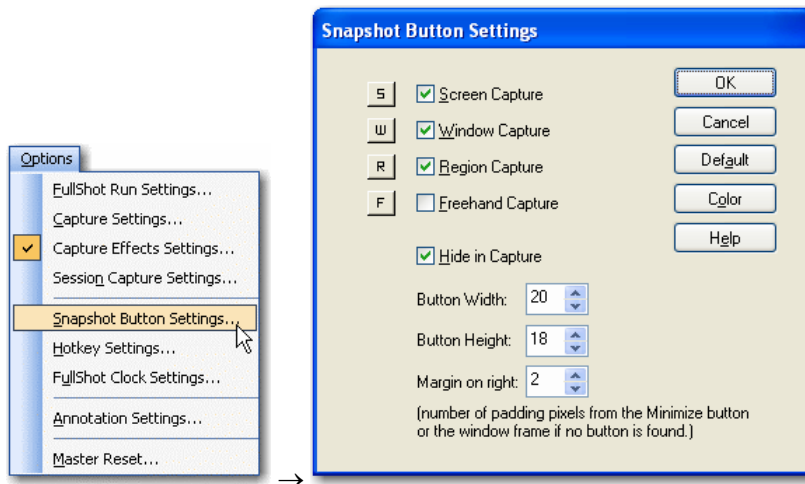 Options
FullShot Run Settings...
Capture Settings...
Capture Effects Settings...
Session Capture Settings...
Snapshot Button Settings...
Hotkey Settings...
FullShot Clock Settings...
Annotation Settings...
Master Reset...
→
Snapshot Button Settings
S Screen Capture
W Window Capture
R Region Capture
F Freehand Capture
Hide in Capture
Button Width: 20
Button Height: 18
Margin on right: 2
(number of padding pixels from the Minimize button
or the window frame if no button is found.)
OK
Cancel
Default
Color
Help